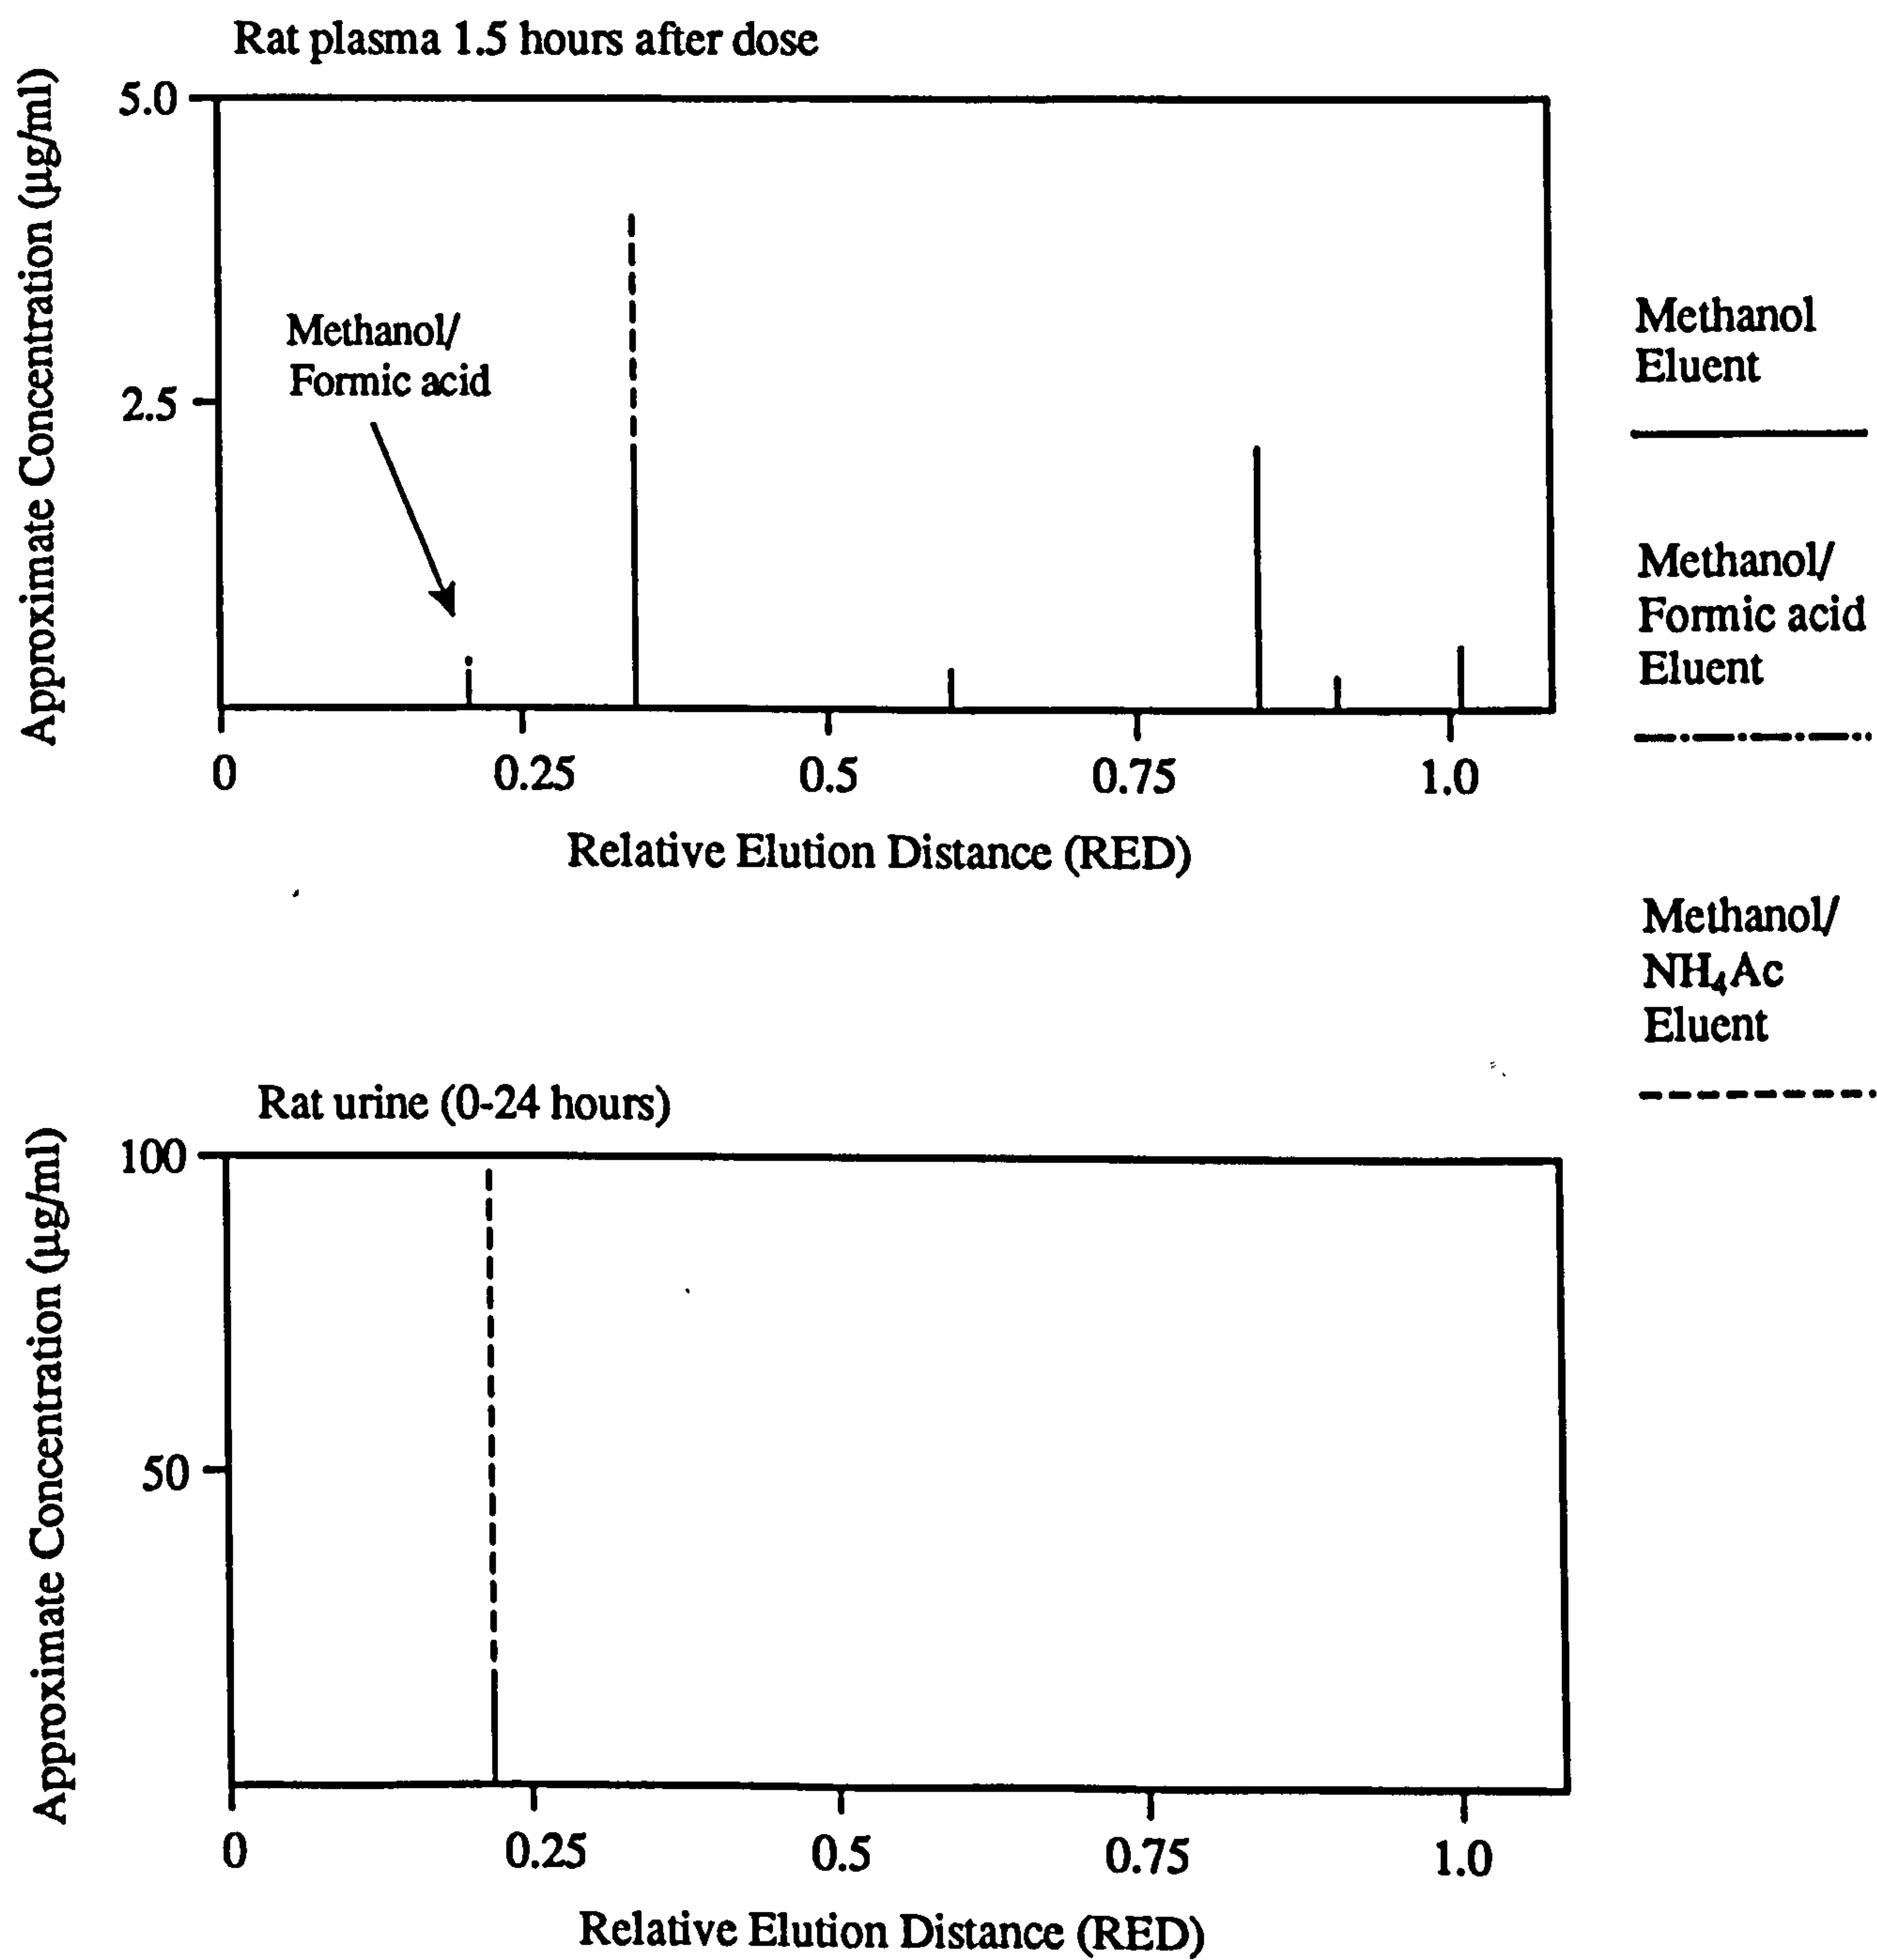 Rat plasma 1.5 hours after dose
Approximate Concentration (µg/ml)
5.0
2.5
Methanol/
Formic acid
0 0.25 0.5 0.75 1.0
Relative Elution Distance (RED)
Methanol
Eluent
Methanol/
Formic acid
Eluent
Methanol/
NH₄Ac
Eluent
Rat urine (0-24 hours)
Approximate Concentration (µg/ml)
100
50
0 0.25 0.5 0.75 1.0
Relative Elution Distance (RED)